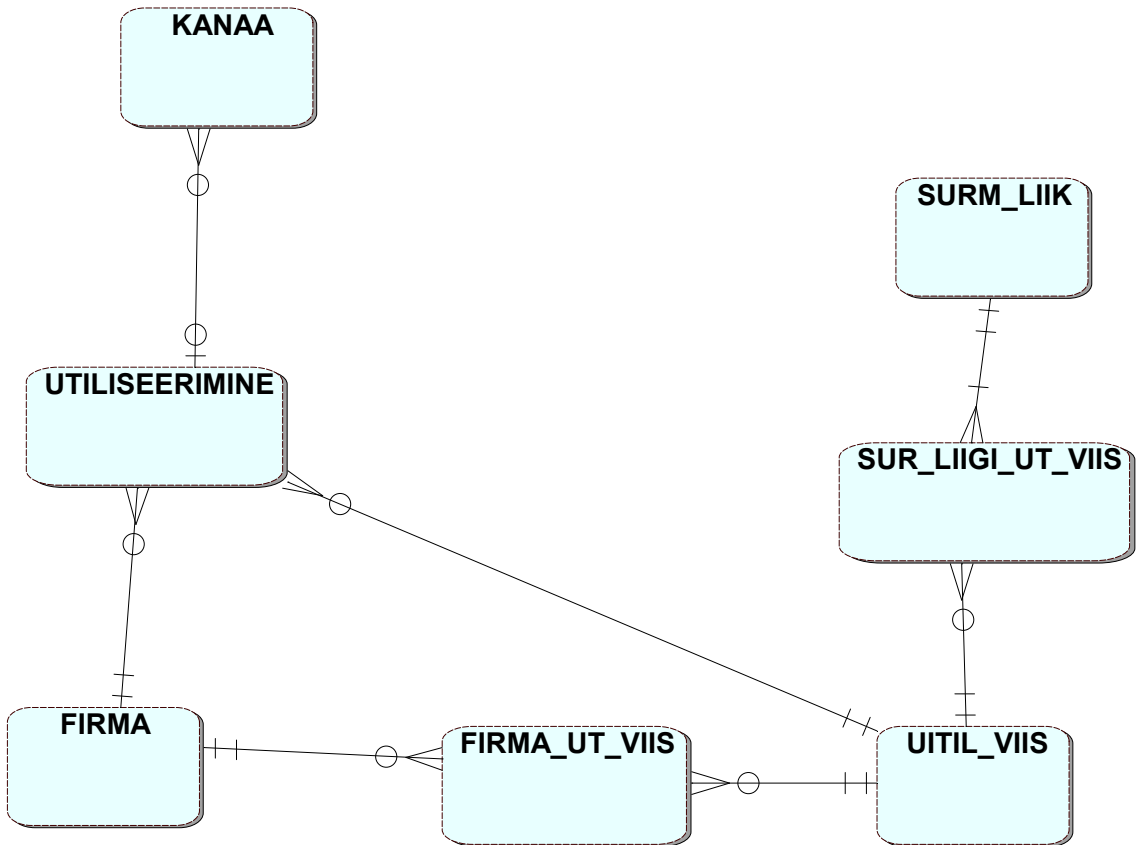 KANAA
SURM_LIIK
UTILISEERIMINE
SUR_LIIGI_UT_VIIS
FIRMA
FIRMA_UT_VIIS
UITIL_VIIS